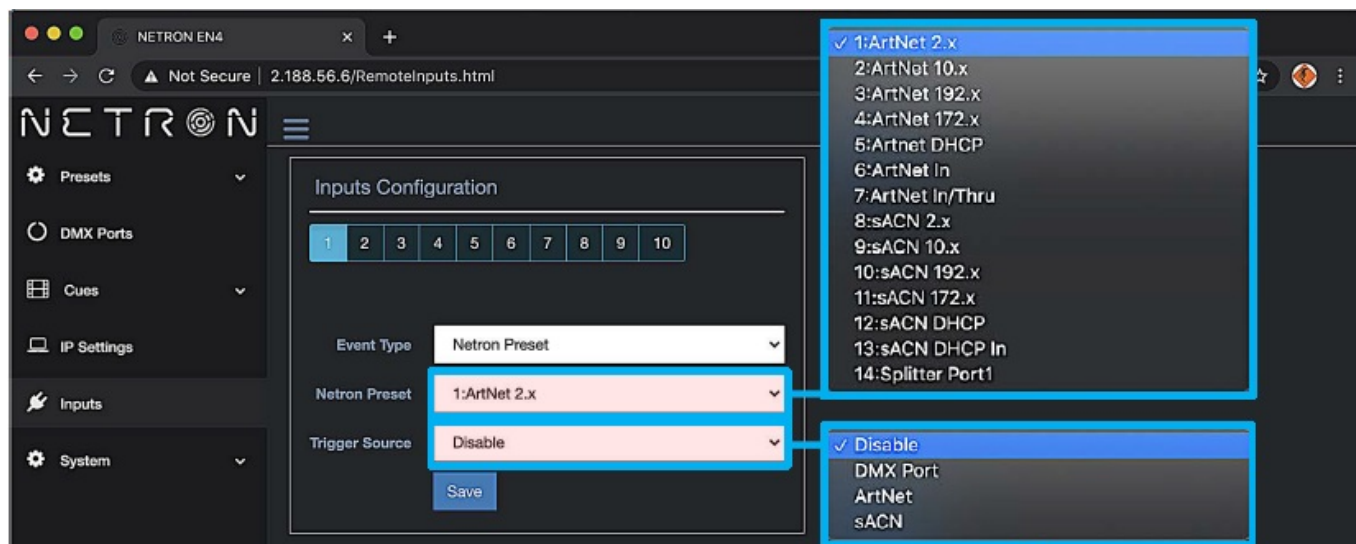 NETRON EN4
Not Secure | 2.188.56.6/RemoteInputs.html
NETRON
Presets
DMX Ports
Cues
IP Settings
Inputs
System
Inputs Configuration
1 2 3 4 5 6 7 8 9 10
Event Type Netron Preset
Netron Preset 1:ArtNet 2.x
Trigger Source Disable
Save
✓ 1:ArtNet 2.x
2:ArtNet 10.x
3:ArtNet 192.x
4:ArtNet 172.x
5:Artnet DHCP
6:ArtNet In
7:ArtNet In/Thru
8:sACN 2.x
9:sACN 10.x
10:sACN 192.x
11:sACN 172.x
12:sACN DHCP
13:sACN DHCP In
14:Splitter Port1
✓ Disable
DMX Port
ArtNet
sACN